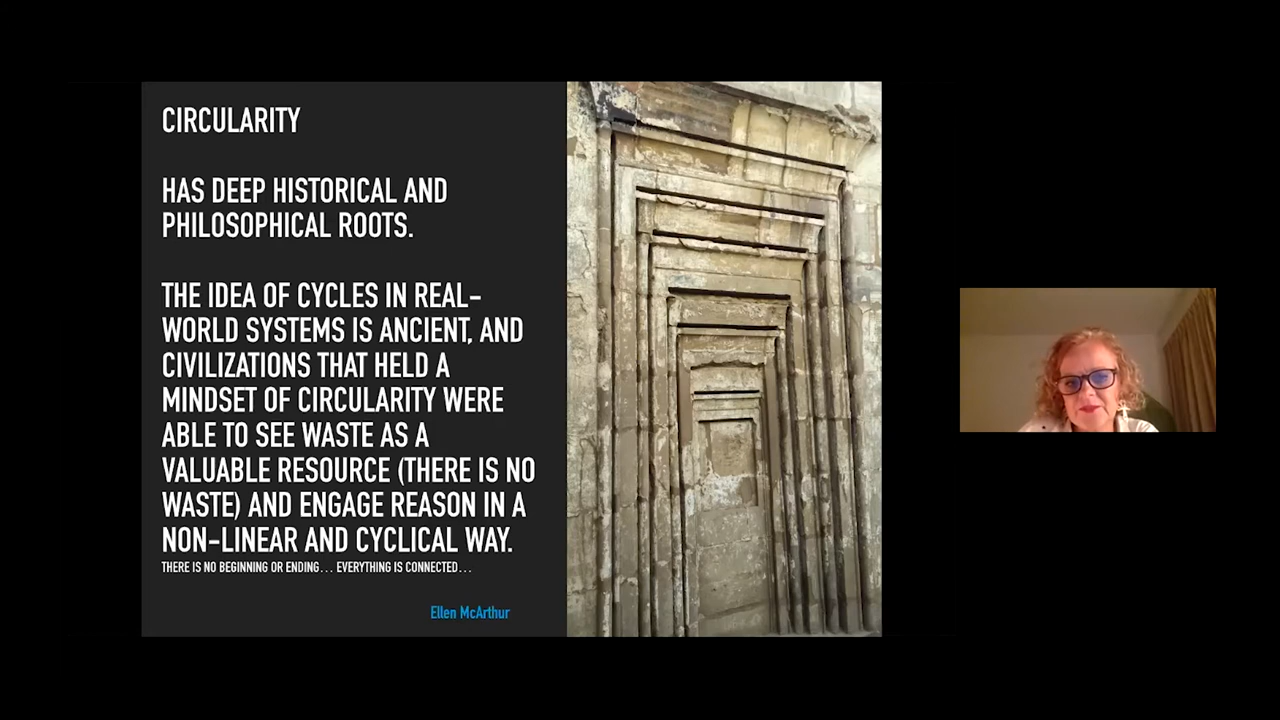 CIRCULARITY
HAS DEEP HISTORICAL AND
PHILOSOPHICAL ROOTS.
THE IDEA OF CYCLES IN REAL-
WORLD SYSTEMS IS ANCIENT, AND
CIVILIZATIONS THAT HELD A
MINDSET OF CIRCULARITY WERE
ABLE TO SEE WASTE AS A
VALUABLE RESOURCE (THERE IS NO
WASTE) AND ENGAGE REASON IN A
NON-LINEAR AND CYCLICAL WAY.
THERE IS NO BEGINNING OR ENDING... EVERYTHING IS CONNECTED...
Ellen McArthur